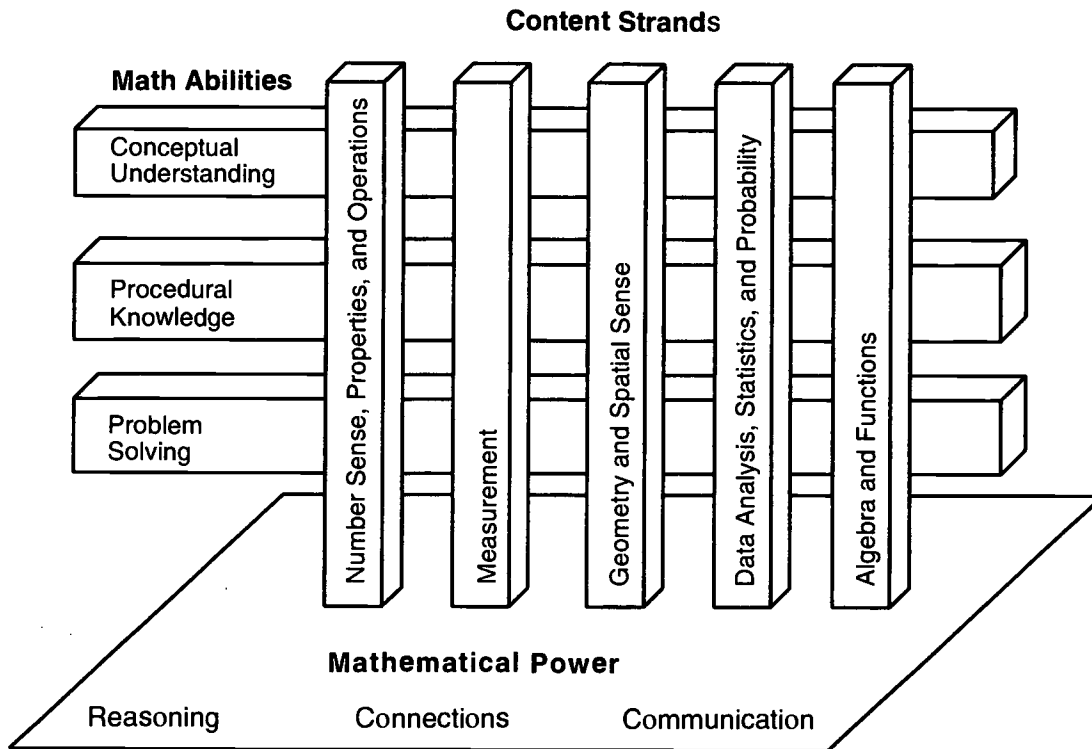 Content Strands
Math Abilities
Conceptual
Understanding
Procedural
Knowledge
Problem
Solving
Number Sense, Properties, and Operations
Measurement
Geometry and Spatial Sense
Data Analysis, Statistics, and Probability
Algebra and Functions
Mathematical Power
Reasoning
Connections
Communication